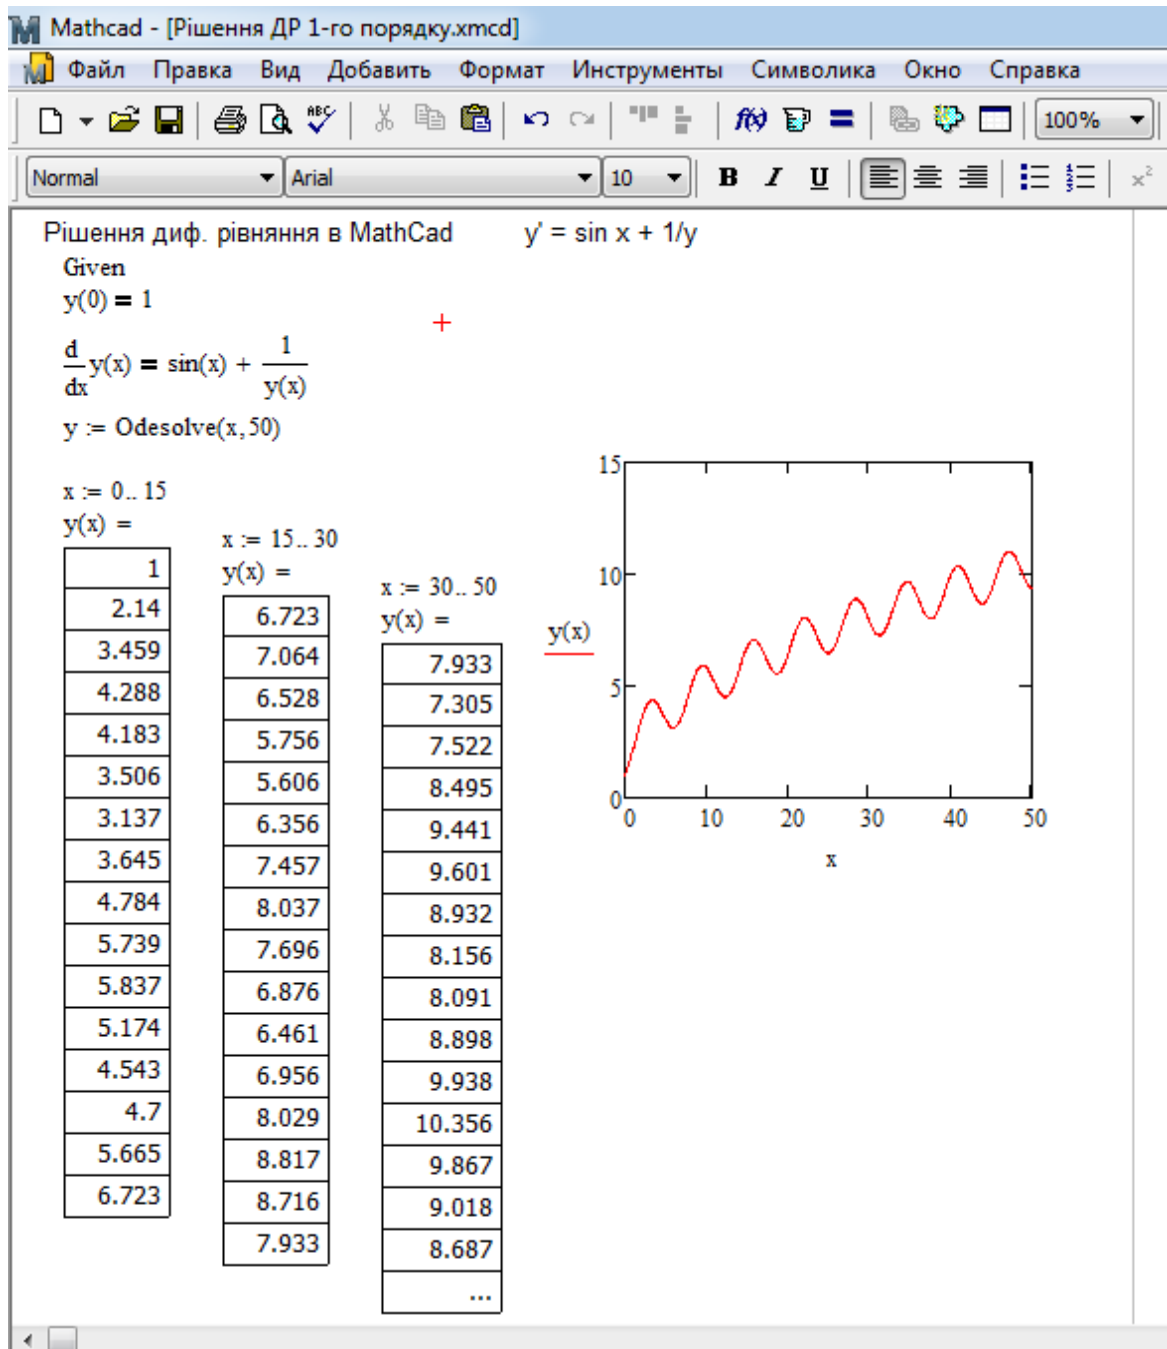 Mathcad - [Рішення ДР 1-го порядку.xmcd]
Файл Правка Вид Добавить Формат Инструменты Символика Окно Справка
ABC f(x) 100%
Normal Arial 10 B I U x²
Рішення диф. рівняння в MathCad y' = sin x + 1/y
Given
y(0) = 1
d/dx y(x) = sin(x) + 1/y(x)
y := Odesolve(x,50)
x := 0.. 15
y(x) =
1
2.14
3.459
4.288
4.183
3.506
3.137
3.645
4.784
5.739
5.837
5.174
4.543
4.7
5.665
6.723
x := 15.. 30
y(x) =
6.723
7.064
6.528
5.756
5.606
6.356
7.457
8.037
7.696
6.876
6.461
6.956
8.029
8.817
8.716
7.933
x := 30.. 50
y(x) =
7.933
7.305
7.522
8.495
9.441
9.601
8.932
8.156
8.091
8.898
9.938
10.356
9.867
9.018
8.687
...
15
10
y(x)
5
0
0 10 20 30 40 50
x